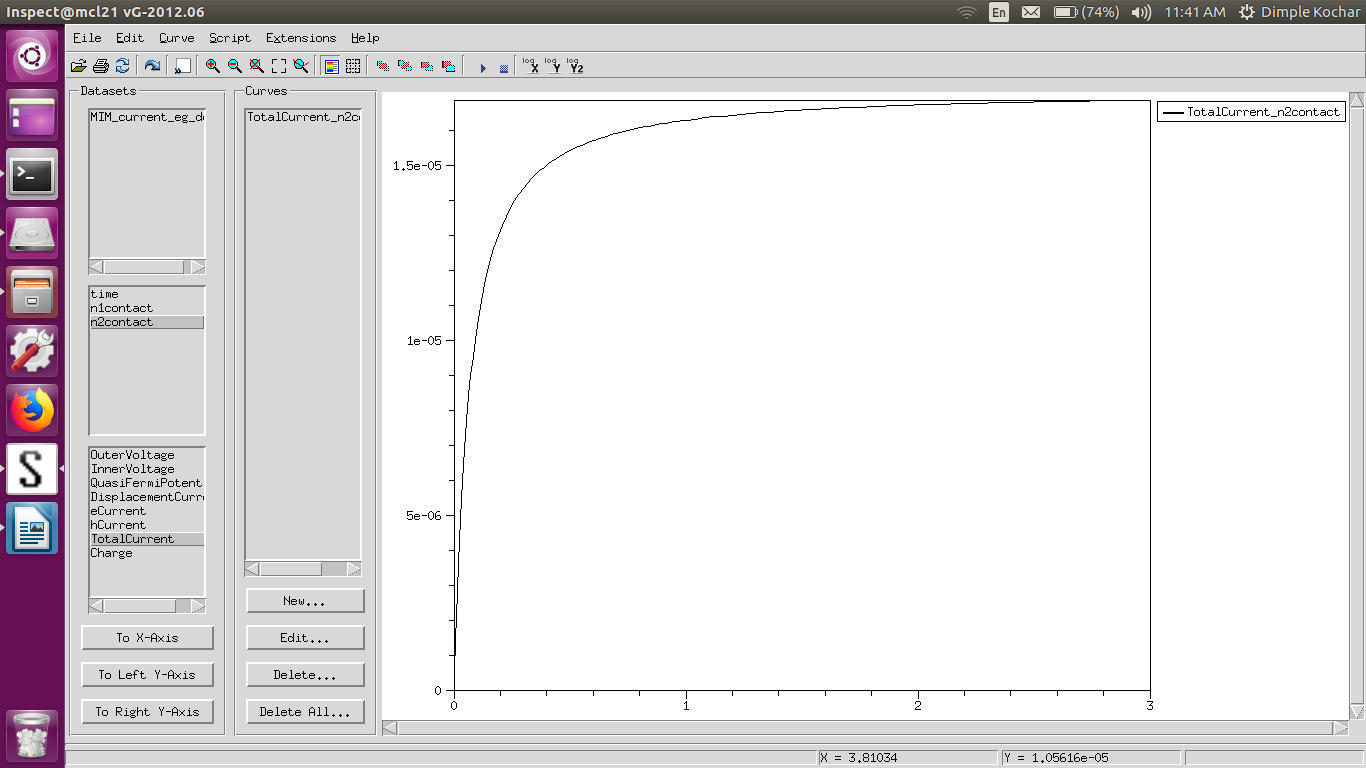 Inspect@mcl21 vG-2012.06
En
(74%)
11:41 AM
Dimple Kochar
File Edit Curve Script Extensions Help
log X
log Y
log Y2
Datasets
MIM_current_eg_d
time
n1contact
n2contact
OuterVoltage
InnerVoltage
QuasiFermiPotent
DisplacementCurr
eCurrent
hCurrent
TotalCurrent
Charge
To X-Axis
To Left Y-Axis
To Right Y-Axis
Curves
TotalCurrent_n2c
New...
Edit...
Delete...
Delete All...
1.5e-05
1e-05
5e-06
0
0 1 2 3
TotalCurrent_n2contact
X = 3.81034
Y = 1.05616e-05
S